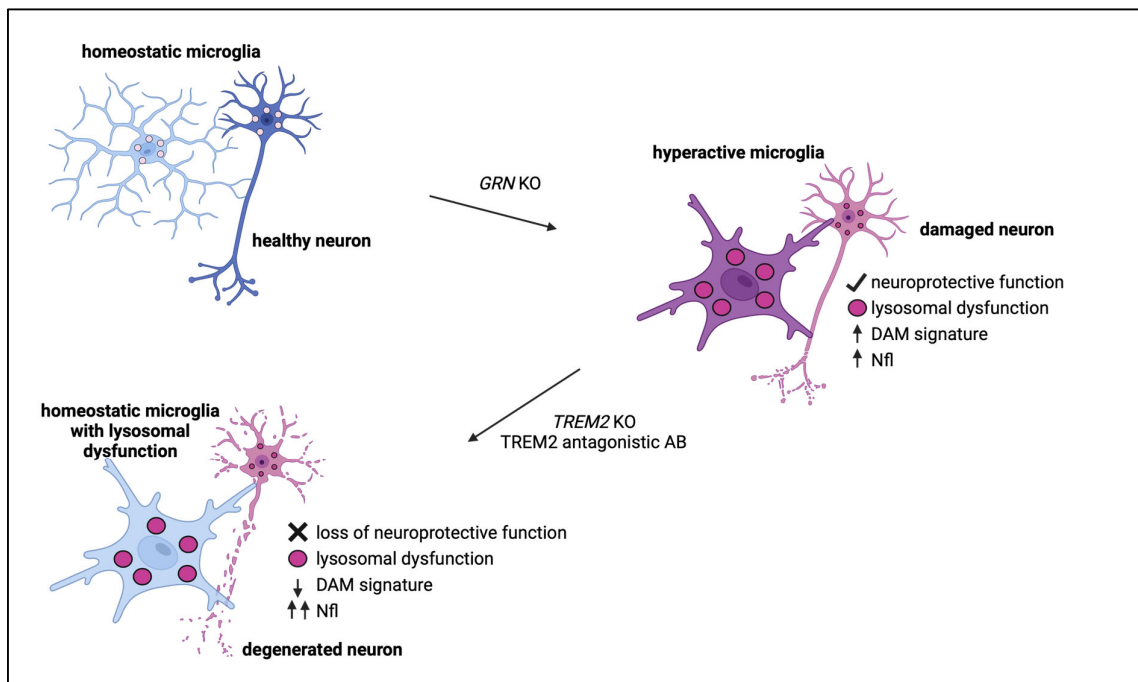 homeostatic microglia
healthy neuron
GRN KO
hyperactive microglia
damaged neuron
neuroprotective function
lysosomal dysfunction
DAM signature
Nfl
TREM2 KO
TREM2 antagonistic AB
homeostatic microglia
with lysosomal
dysfunction
loss of neuroprotective function
lysosomal dysfunction
DAM signature
Nfl
degenerated neuron